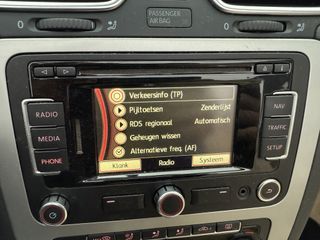 PASSENGER
AIR BAG
Verkeersinfo (TP)
Pijltoetsen Zenderlijst
RDS regionaal Automatisch
Geheugen wissen
Alternatieve freq. (AF)
Klank Radio Systeem
RADIO
MEDIA
PHONE
NAV
TRAFFIC
SETUP